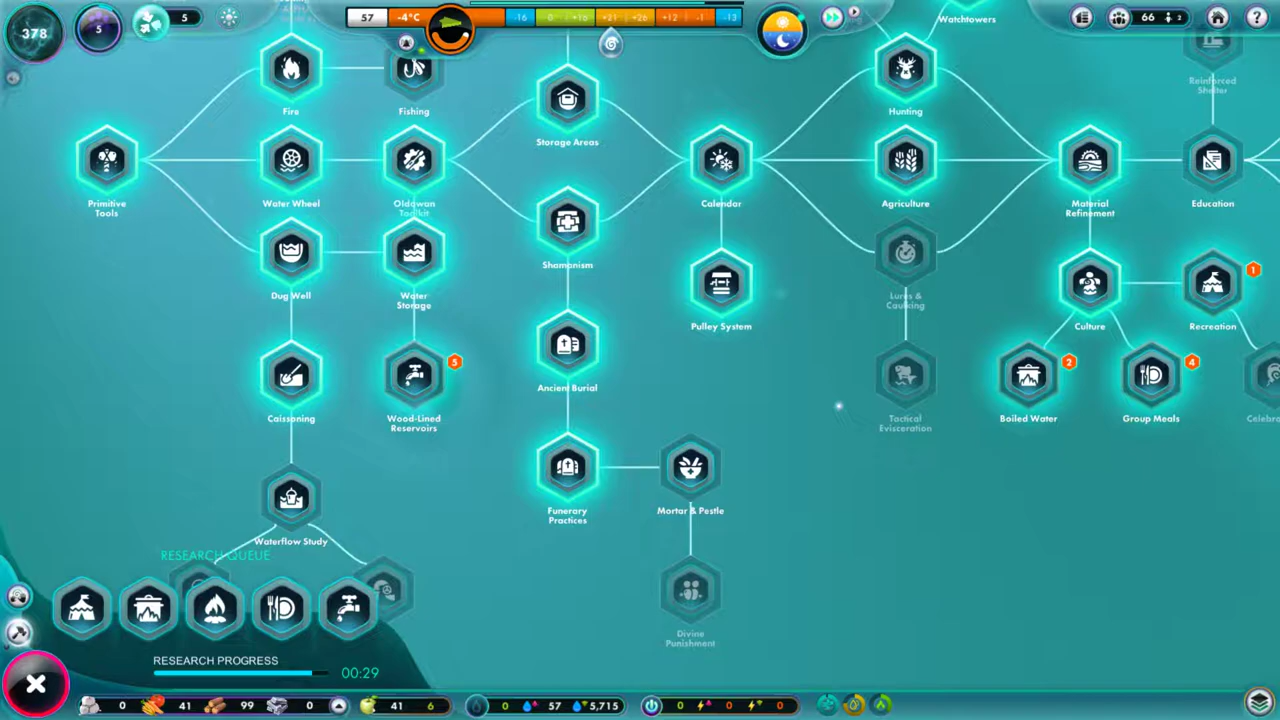 378
5
5
57
-4°C
-16
0
+16
+21
+26
+12
-1
-13
66
2
?
Watchtowers
Fire
Fishing
Storage Areas
Hunting
Reinforced
Shelter
Primitive
Tools
Water Wheel
Oldowan
Toolkit
Calendar
Agriculture
Material
Refinement
Education
Dug Well
Water
Storage
Shamanism
Pulley System
Lures &
Caulking
Culture
1
Recreation
5
2
4
Caissoning
Wood-Lined
Reservoirs
Ancient Burial
Tactical
Evisceration
Boiled Water
Group Meals
Celebra
Waterflow Study
Funerary
Practices
Mortar & Pestle
RESEARCH QUEUE
Divine
Punishment
RESEARCH PROGRESS
00:29
0
41
99
0
41
6
0
57
5,715
0
0
0